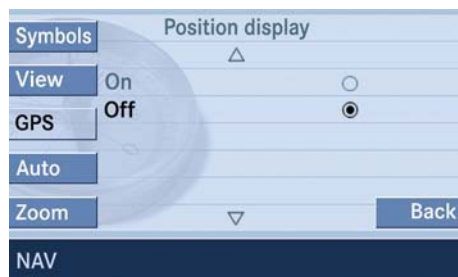 Symbols
Position display
View
On
Off
GPS
Auto
Zoom
Back
NAV